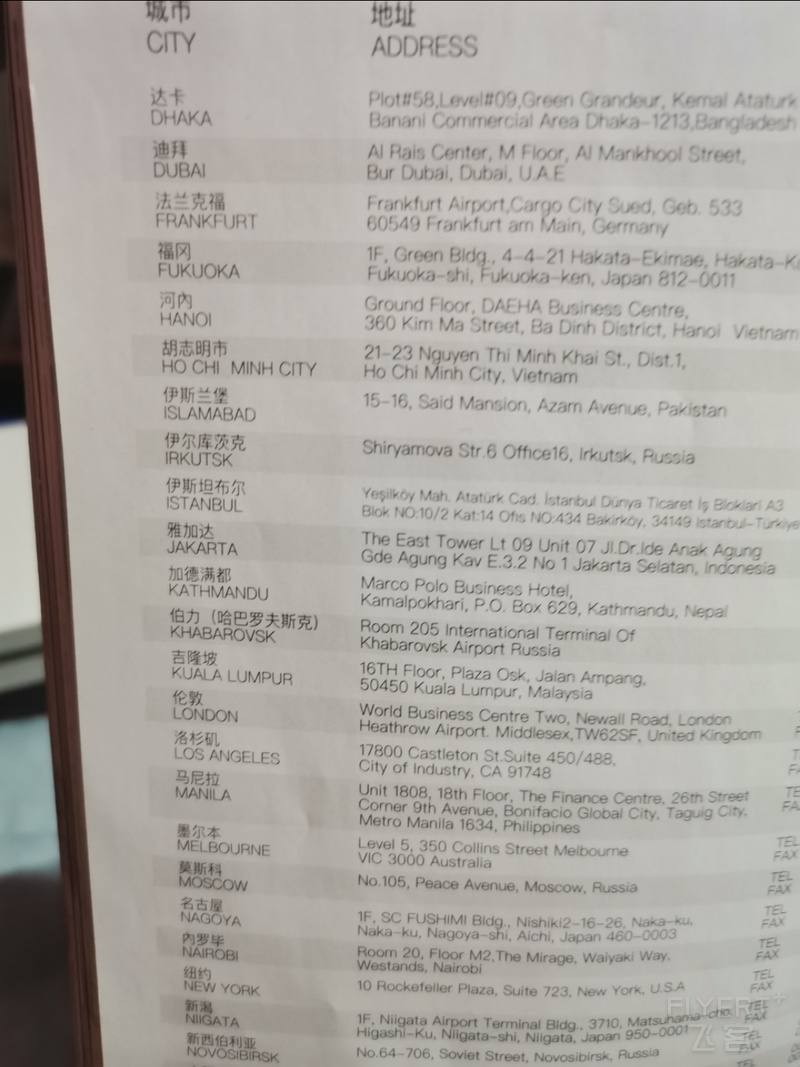 城市
地址
CITY
ADDRESS
达卡
DHAKA
Plot#58,Level#09,Green Grandeur, Kemal Ataturk
Banani Commercial Area Dhaka-1213,Bangladesh
迪拜
DUBAI
Al Rais Center, M Floor, Al Mankhool Street,
Bur Dubai, Dubai, U.A.E
法兰克福
FRANKFURT
Frankfurt Airport,Cargo City Sued, Geb. 533
60549 Frankfurt am Main, Germany
福冈
FUKUOKA
1F, Green Bldg., 4-4-21 Hakata-Ekimae, Hakata-K
Fukuoka-shi, Fukuoka-ken, Japan 812-0011
河内
HANOI
Ground Floor, DAEHA Business Centre,
360 Kim Ma Street, Ba Dinh District, Hanoi Vietnam
胡志明市
HO CHI MINH CITY
21-23 Nguyen Thi Minh Khai St., Dist.1,
Ho Chi Minh City, Vietnam
伊斯兰堡
ISLAMABAD
15-16, Said Mansion, Azam Avenue, Pakistan
伊尔库茨克
IRKUTSK
Shiryamova Str.6 Office16, Irkutsk, Russia
伊斯坦布尔
ISTANBUL
Yeşilköy Mah. Atatürk Cad. İstanbul Dünya Ticaret İş Bloklari A3
Blok NO:10/2 Kat:14 Ofis NO:434 Bakirköy, 34149 Istanbul-Türkiye
雅加达
JAKARTA
The East Tower Lt 09 Unit 07 Jl.Dr.Ide Anak Agung
Gde Agung Kav E.3.2 No 1 Jakarta Selatan, Indonesia
加德满都
KATHMANDU
Marco Polo Business Hotel,
Kamalpokhari, P.O. Box 629, Kathmandu, Nepal
伯力（哈巴罗夫斯克）
KHABAROVSK
Room 205 International Terminal Of
Khabarovsk Airport Russia
吉隆坡
KUALA LUMPUR
16TH Floor, Plaza Osk, Jalan Ampang,
50450 Kuala Lumpur, Malaysia
伦敦
LONDON
World Business Centre Two, Newall Road, London
Heathrow Airport. Middlesex,TW62SF, United Kingdom
洛杉矶
LOS ANGELES
17800 Castleton St.Suite 450/488,
City of Industry, CA 91748
马尼拉
MANILA
Unit 1808, 18th Floor, The Finance Centre, 26th Street
Corner 9th Avenue, Bonifacio Global City, Taguig City,
Metro Manila 1634, Philippines
TE
FA
墨尔本
MELBOURNE
Level 5, 350 Collins Street Melbourne
VIC 3000 Australia
TEL
FAX
莫斯科
MOSCOW
No.105, Peace Avenue, Moscow, Russia
TEL
FAX
名古屋
NAGOYA
1F, SC FUSHIMI Bldg., Nishiki2-16-26, Naka-ku,
Naka-ku, Nagoya-shi, Aichi, Japan 460-0003
TEL
FAX
内罗毕
NAIROBI
Room 20, Floor M2,The Mirage, Waiyaki Way,
Westands, Nairobi
TEL
FAX
纽约
NEW YORK
10 Rockefeller Plaza, Suite 723, New York, U.S.A
TEL
FAX
新潟
NIIGATA
1F, Niigata Airport Terminal Bldg., 3710, Matsuhama-cho,
Higashi-Ku, Niigata-shi, Niigata, Japan 950-0001
TEL
FAX
新西伯利亚
NOVOSIBIRSK
No.64-706, Soviet Street, Novosibirsk, Russia
TEL
FAX
FLYERT
飞客